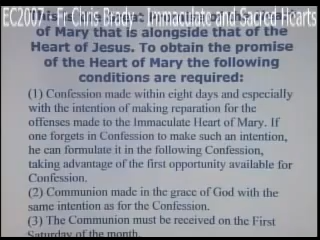 EC2007 - Fr Chris Brady - Immaculate and Sacred Hearts
of Mary that is alongside that of the
Heart of Jesus. To obtain the promise
of the Heart of Mary the following
conditions are required:
(1) Confession made within eight days and especially
with the intention of making reparation for the
offenses made to the Immaculate Heart of Mary. If
one forgets in Confession to make such an intention,
he can formulate it in the following Confession,
taking advantage of the first opportunity available for
Confession.
(2) Communion made in the grace of God with the
same intention as for the Confession.
(3) The Communion must be received on the First
Saturday of the month.